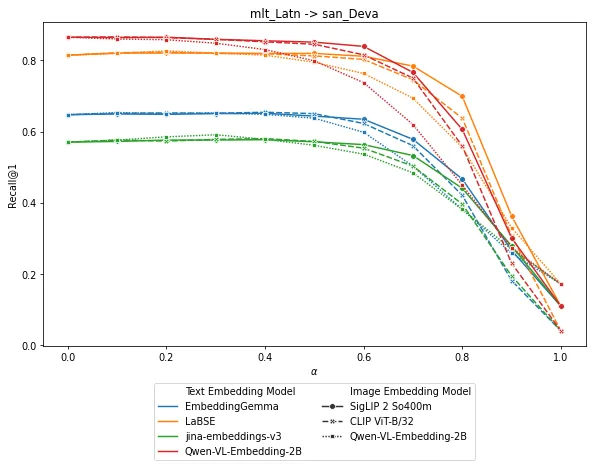 mlt_Latn -> san_Deva
Recall@1
0.8
0.6
0.4
0.2
0.0
0.0 0.2 0.4 0.6 0.8 1.0
α
Text Embedding Model
EmbeddingGemma
LaBSE
jina-embeddings-v3
Qwen-VL-Embedding-2B
Image Embedding Model
SigLIP 2 So400m
CLIP ViT-B/32
Qwen-VL-Embedding-2B